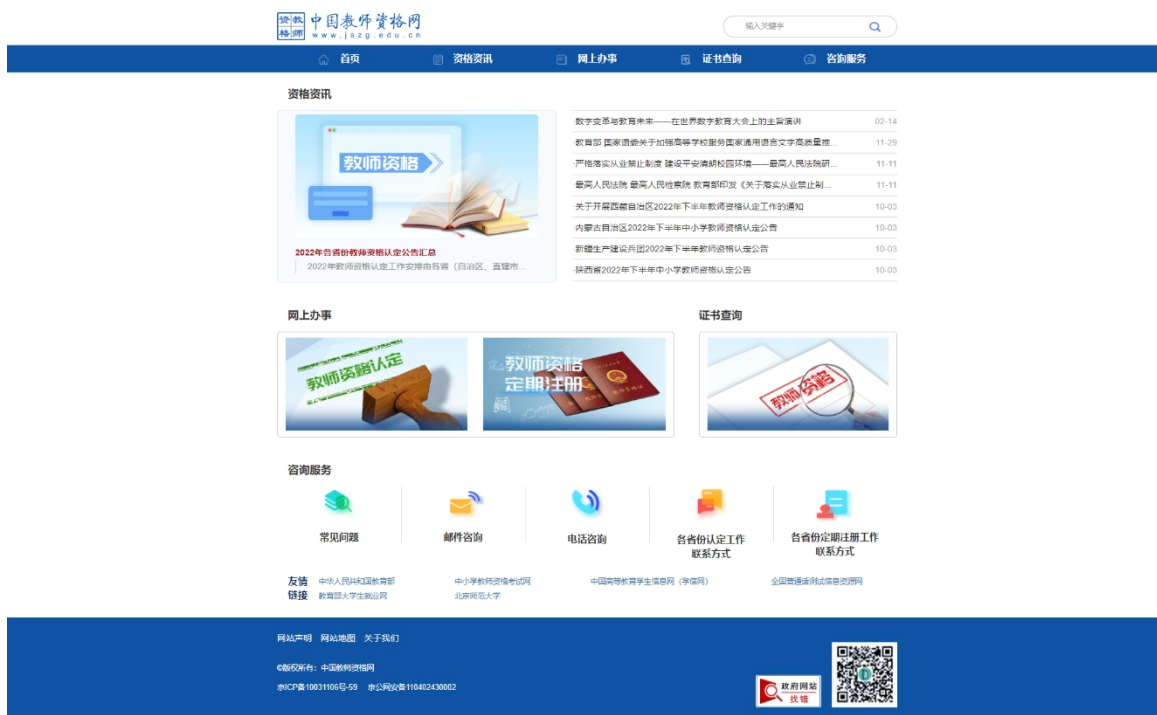 资教
格师
中国教师资格网
www.jszg.edu.cn
输入关键字
首页
资格资讯
网上办事
证书查询
咨询服务
资格资讯
教师资格
2022年各省份教师资格认定公告汇总
2022年教师资格认定工作安排由各省（自治区、直辖市...
·数字变革与教育未来——在世界数字教育大会上的主旨演讲 02-14
·教育部 国家语委关于加强高等学校服务国家通用语言文字高质量推... 11-29
·严格落实从业禁止制度 建设平安清朗校园环境——最高人民法院研... 11-11
·最高人民法院 最高人民检察院 教育部印发《关于落实从业禁止制... 11-11
·关于开展西藏自治区2022年下半年教师资格认定工作的通知 10-03
·内蒙古自治区2022年下半年中小学教师资格认定公告 10-03
·新疆生产建设兵团2022年下半年教师资格认定公告 10-03
·陕西省2022年下半年中小学教师资格认定公告 10-03
网上办事
证书查询
教师资格认定
教师资格
定期注册
教师资格
咨询服务
常见问题
邮件咨询
电话咨询
各省份认定工作
联系方式
各省份定期注册工作
联系方式
友情
链接
中华人民共和国教育部
中小学教师资格考试网
中国高等教育学生信息网（学信网）
全国普通话测试信息资源网
教育部大学生就业网
北京师范大学
网站声明 网站地图 关于我们
©版权所有：中国教师资格网
京ICP备10031106号-59 京公网安备110402430002
政府网站
找错